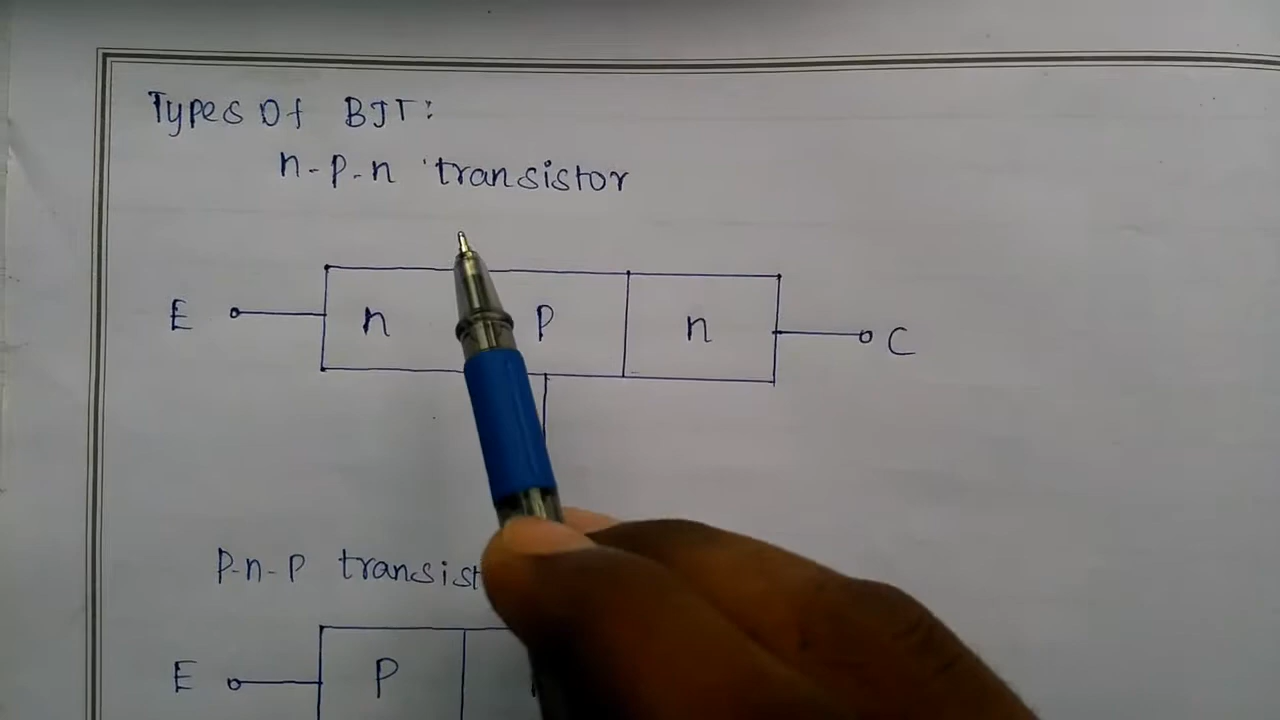 Types Of BJT:
n-p-n transistor
E n P n C
P-n-P transist
E P